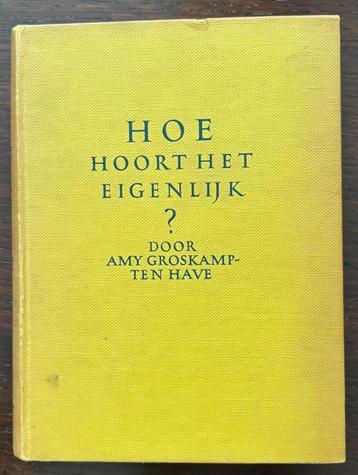 HOE
HOORT HET
EIGENLIJK
?
DOOR
AMY GROSKAMP-
TEN HAVE